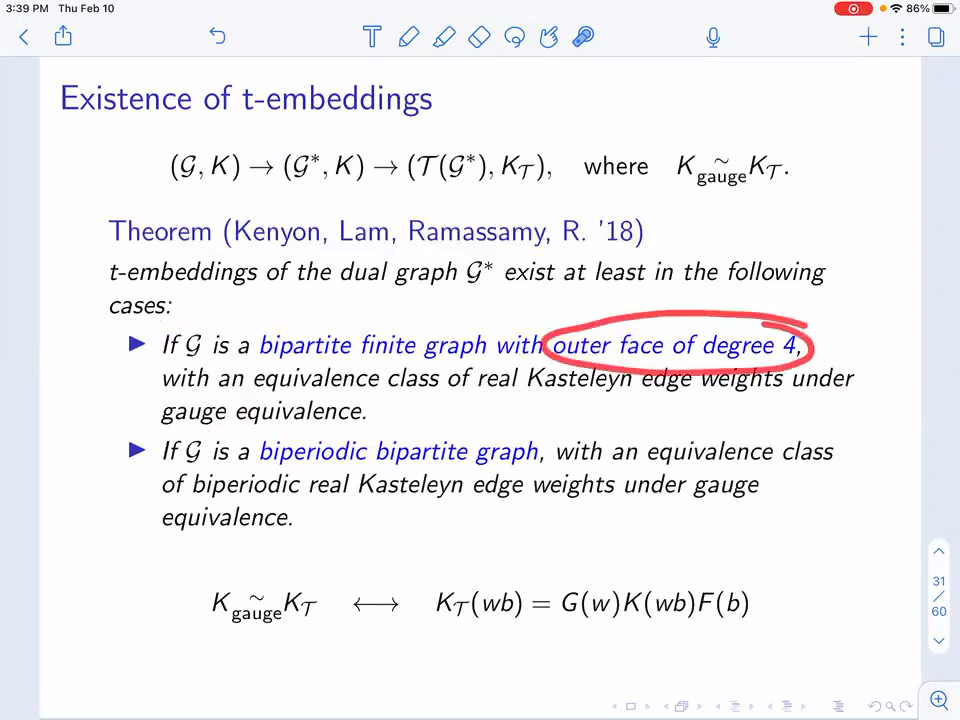 3:39 PM Thu Feb 10 86%
Existence of t-embeddings
(𝒢, K) → (𝒢*, K) → (𝒯(𝒢*), K_𝒯), where K ~gauge K_𝒯.
Theorem (Kenyon, Lam, Ramassamy, R. '18)
t-embeddings of the dual graph 𝒢* exist at least in the following
cases:
▶ If 𝒢 is a bipartite finite graph with outer face of degree 4,
with an equivalence class of real Kasteleyn edge weights under
gauge equivalence.
▶ If 𝒢 is a biperiodic bipartite graph, with an equivalence class
of biperiodic real Kasteleyn edge weights under gauge
equivalence.
K ~gauge K_𝒯 ⟷ K_𝒯(wb) = G(w)K(wb)F(b)
31
/
60